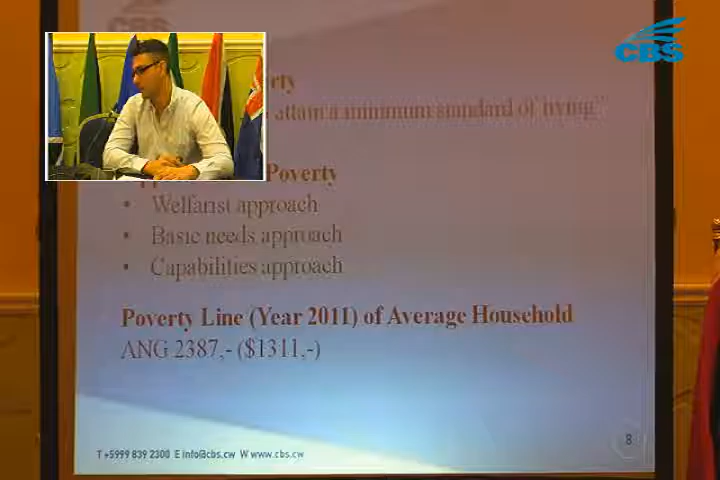 CBS
CBS
rty
attain a minimum standard of living"
Poverty
• Welfarist approach
• Basic needs approach
• Capabilities approach
Poverty Line (Year 2011) of Average Household
ANG 2387,- ($1311,-)
8
T +5999 839 2300 E info@cbs.cw W www.cbs.cw